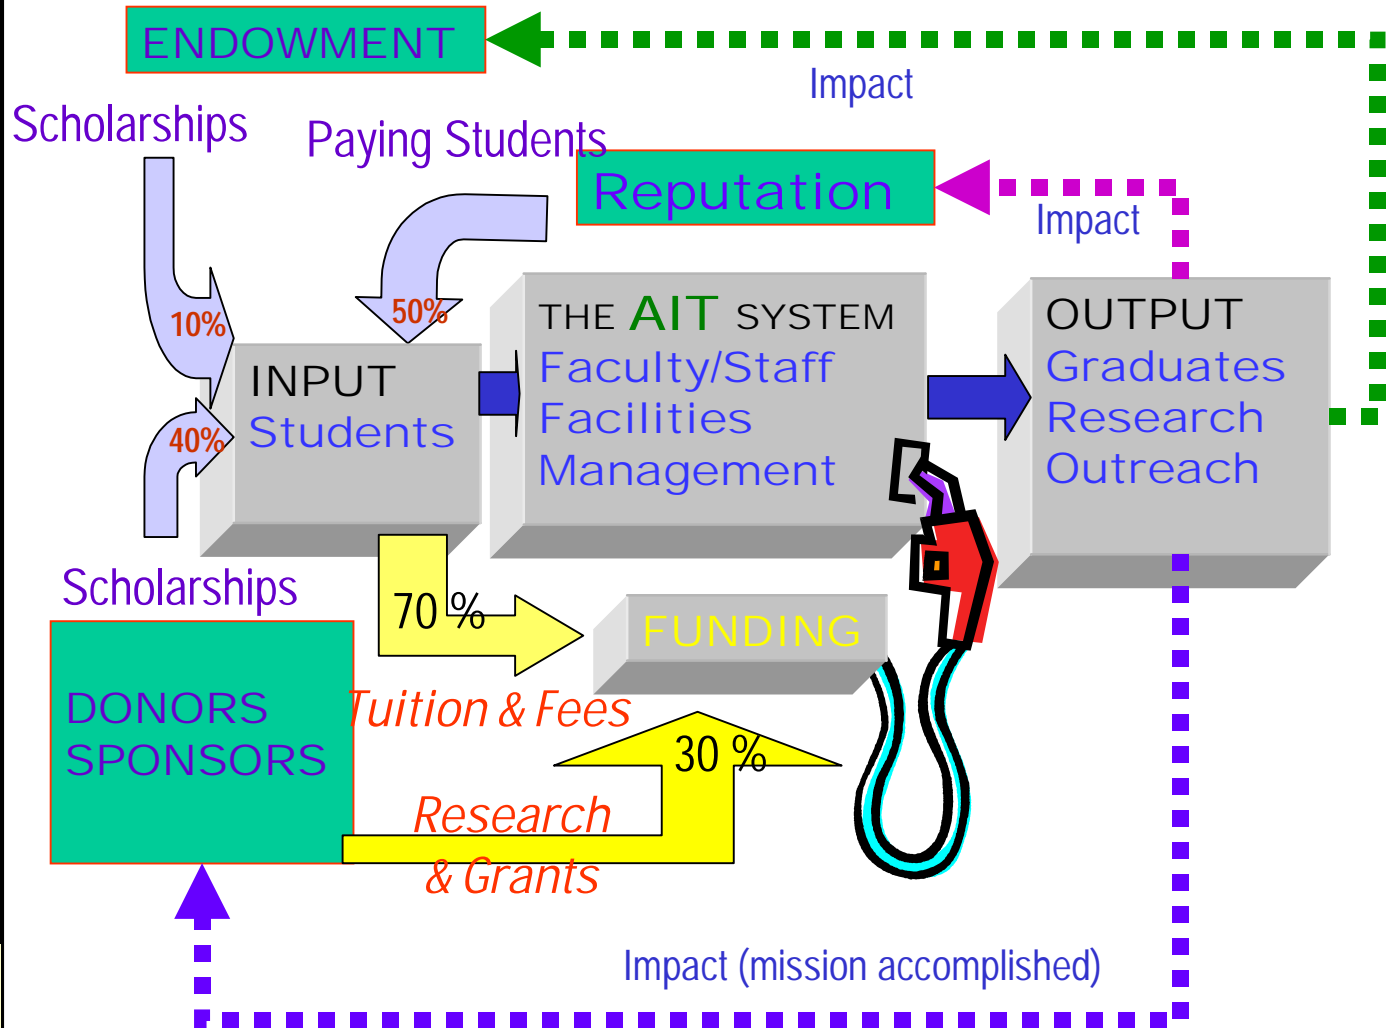 ENDOWMENT
Impact
Scholarships
Paying Students
Reputation
Impact
10%
50%
40%
INPUT
Students
THE AIT SYSTEM
Faculty/Staff
Facilities
Management
OUTPUT
Graduates
Research
Outreach
Scholarships
70 %
FUNDING
DONORS
SPONSORS
Tuition & Fees
30 %
Research
& Grants
Impact (mission accomplished)